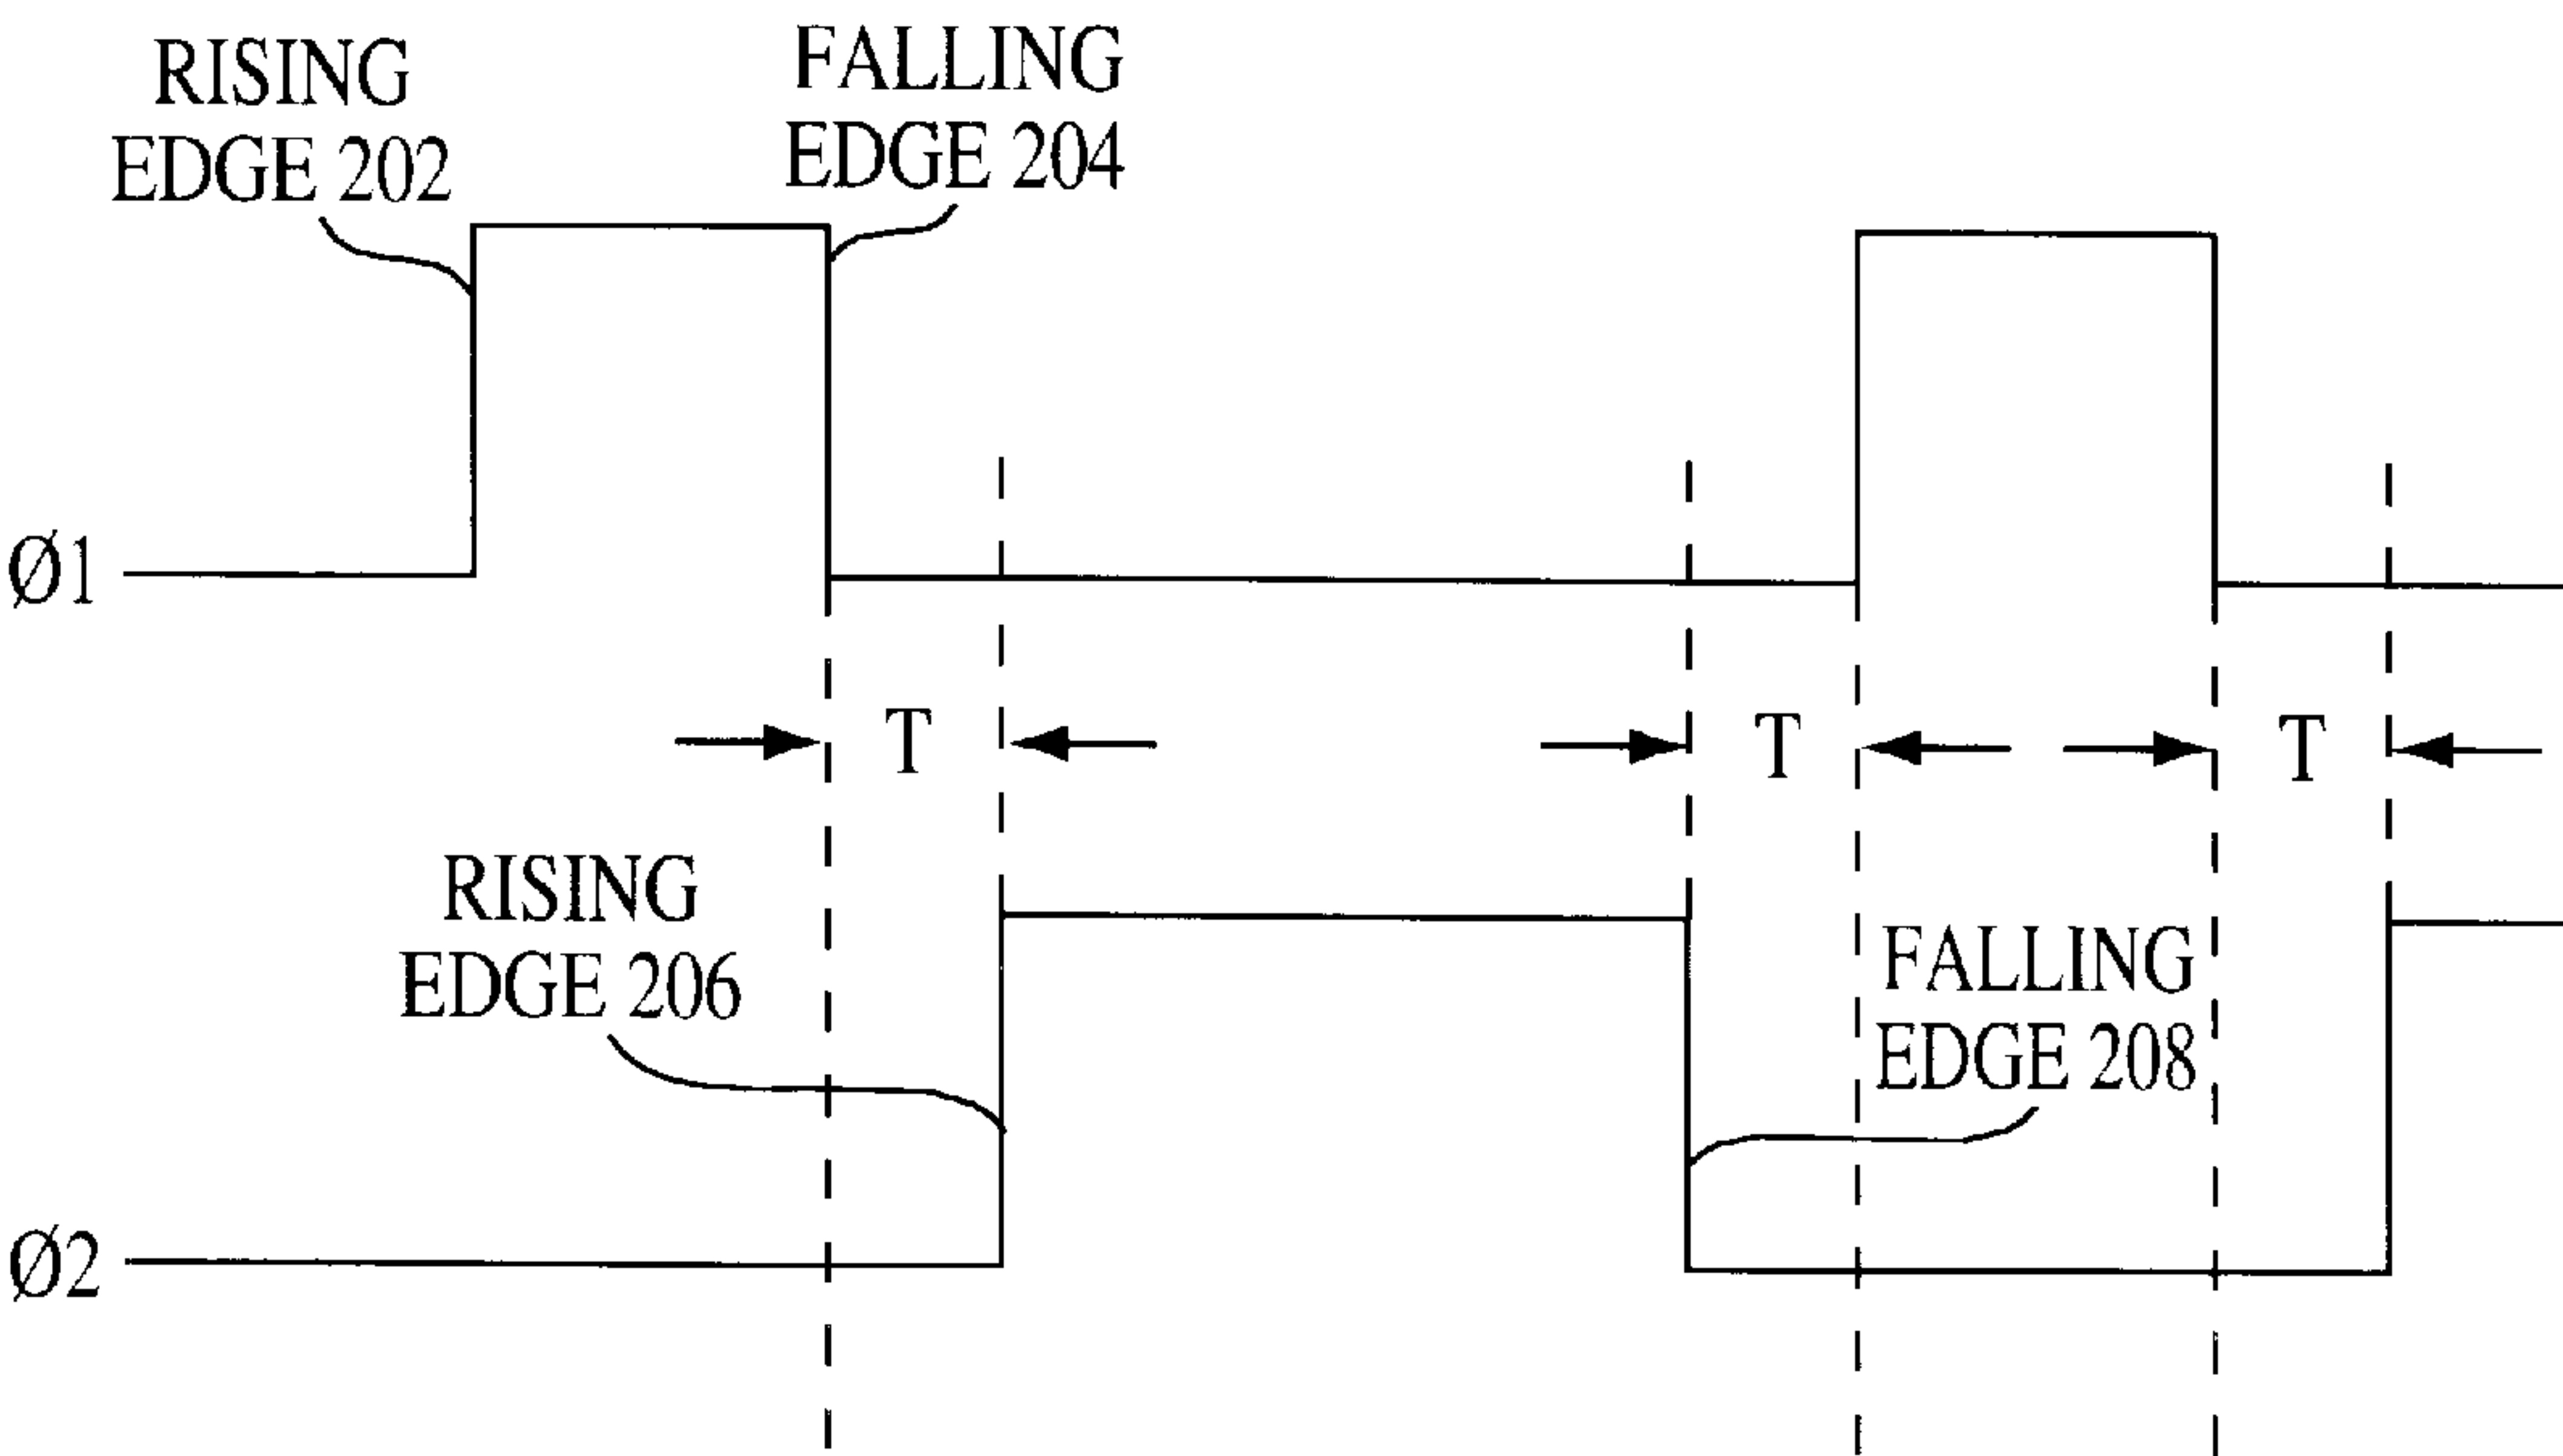 RISING
EDGE 202
FALLING
EDGE 204
Ø1
T
T
T
RISING
EDGE 206
FALLING
EDGE 208
Ø2